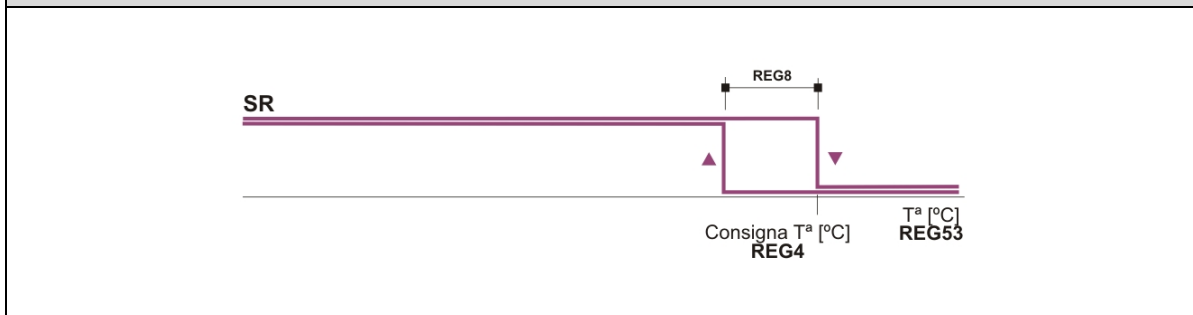 REG8
SR
Consigna Tª [ºC]
REG4
Tª [ºC]
REG53